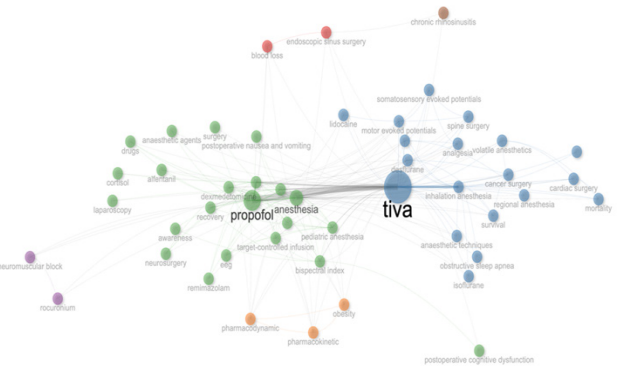 chronic rhinosinusitis
endoscopic sinus surgery
blood loss
somatosensory evoked potentials
lidocaine
motor evoked potentials
spine surgery
drugs
anaesthetic agents
surgery
postoperative nausea and vomiting
analgesia
volatile anesthetics
desflurane
cortisol
alfentanil
cancer surgery
cardiac surgery
dexmedetomidine
inhalation anesthesia
regional anesthesia
mortality
laparoscopy
recovery
propofol
anesthesia
tiva
survival
awareness
pediatric anesthesia
target-controlled infusion
anaesthetic techniques
neurosurgery
eeg
bispectral index
obstructive sleep apnea
isoflurane
euromuscular block
remimazolam
rocuronium
obesity
pharmacodynamic
pharmacokinetic
postoperative cognitive dysfunction